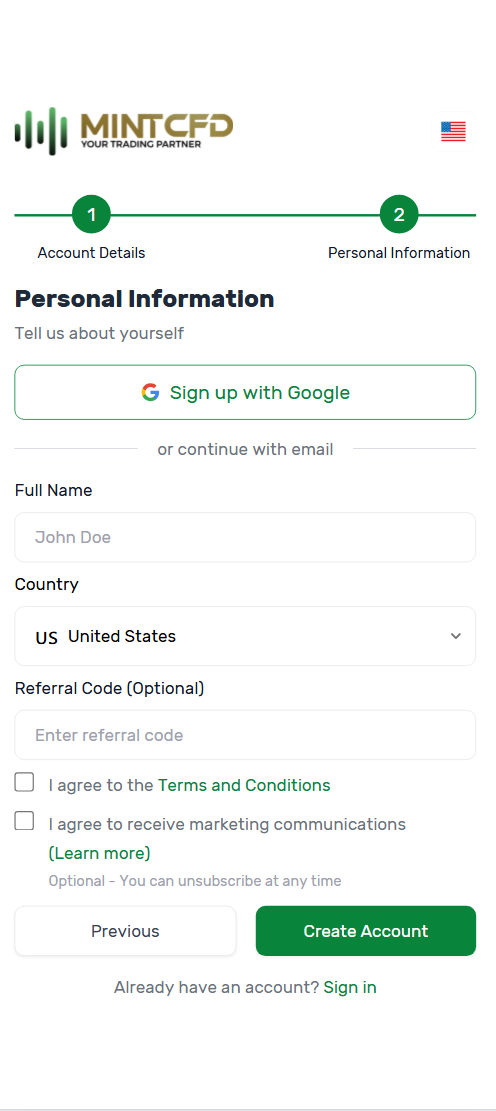 MINTCFD
YOUR TRADING PARTNER
1
2
Account Details
Personal Information
Personal Information
Tell us about yourself
Sign up with Google
or continue with email
Full Name
John Doe
Country
US United States
Referral Code (Optional)
Enter referral code
I agree to the Terms and Conditions
I agree to receive marketing communications
(Learn more)
Optional - You can unsubscribe at any time
Previous
Create Account
Already have an account? Sign in